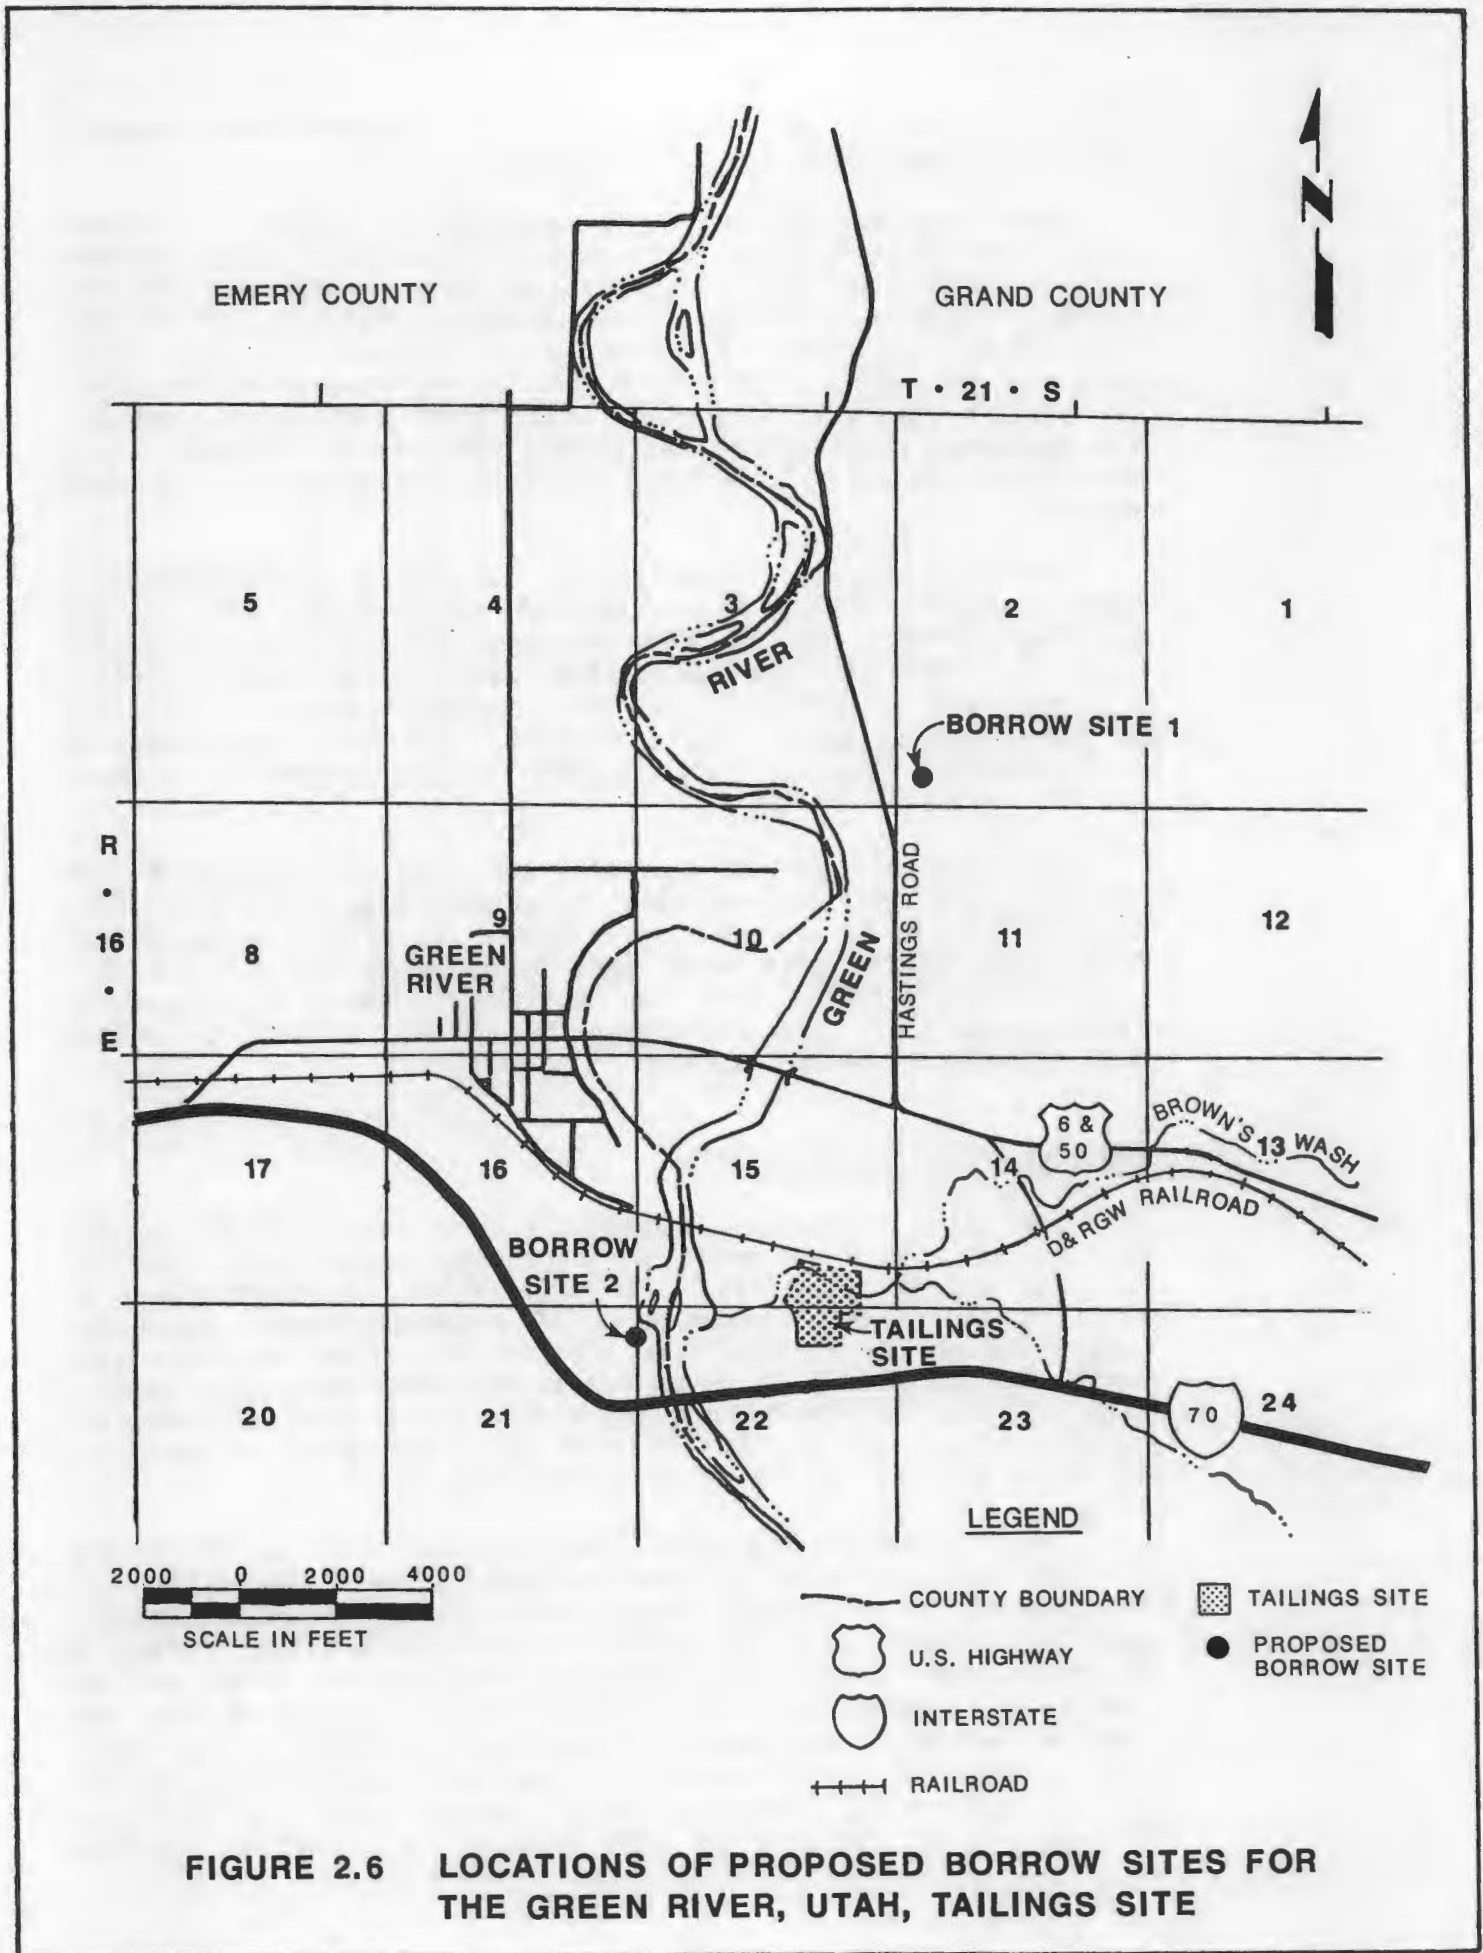 EMERY COUNTY
GRAND COUNTY
N
T • 21 • S
5
4
3
2
1
RIVER
BORROW SITE 1
R
•
16
•
E
8
9
10
11
12
GREEN
RIVER
GREEN
HASTINGS ROAD
6 &
50
BROWN'S WASH
13
14
15
16
17
D& RGW RAILROAD
BORROW
SITE 2
TAILINGS
SITE
20
21
22
23
24
70
LEGEND
2000 0 2000 4000
SCALE IN FEET
COUNTY BOUNDARY
U.S. HIGHWAY
INTERSTATE
RAILROAD
TAILINGS SITE
PROPOSED
BORROW SITE
FIGURE 2.6 LOCATIONS OF PROPOSED BORROW SITES FOR
THE GREEN RIVER, UTAH, TAILINGS SITE